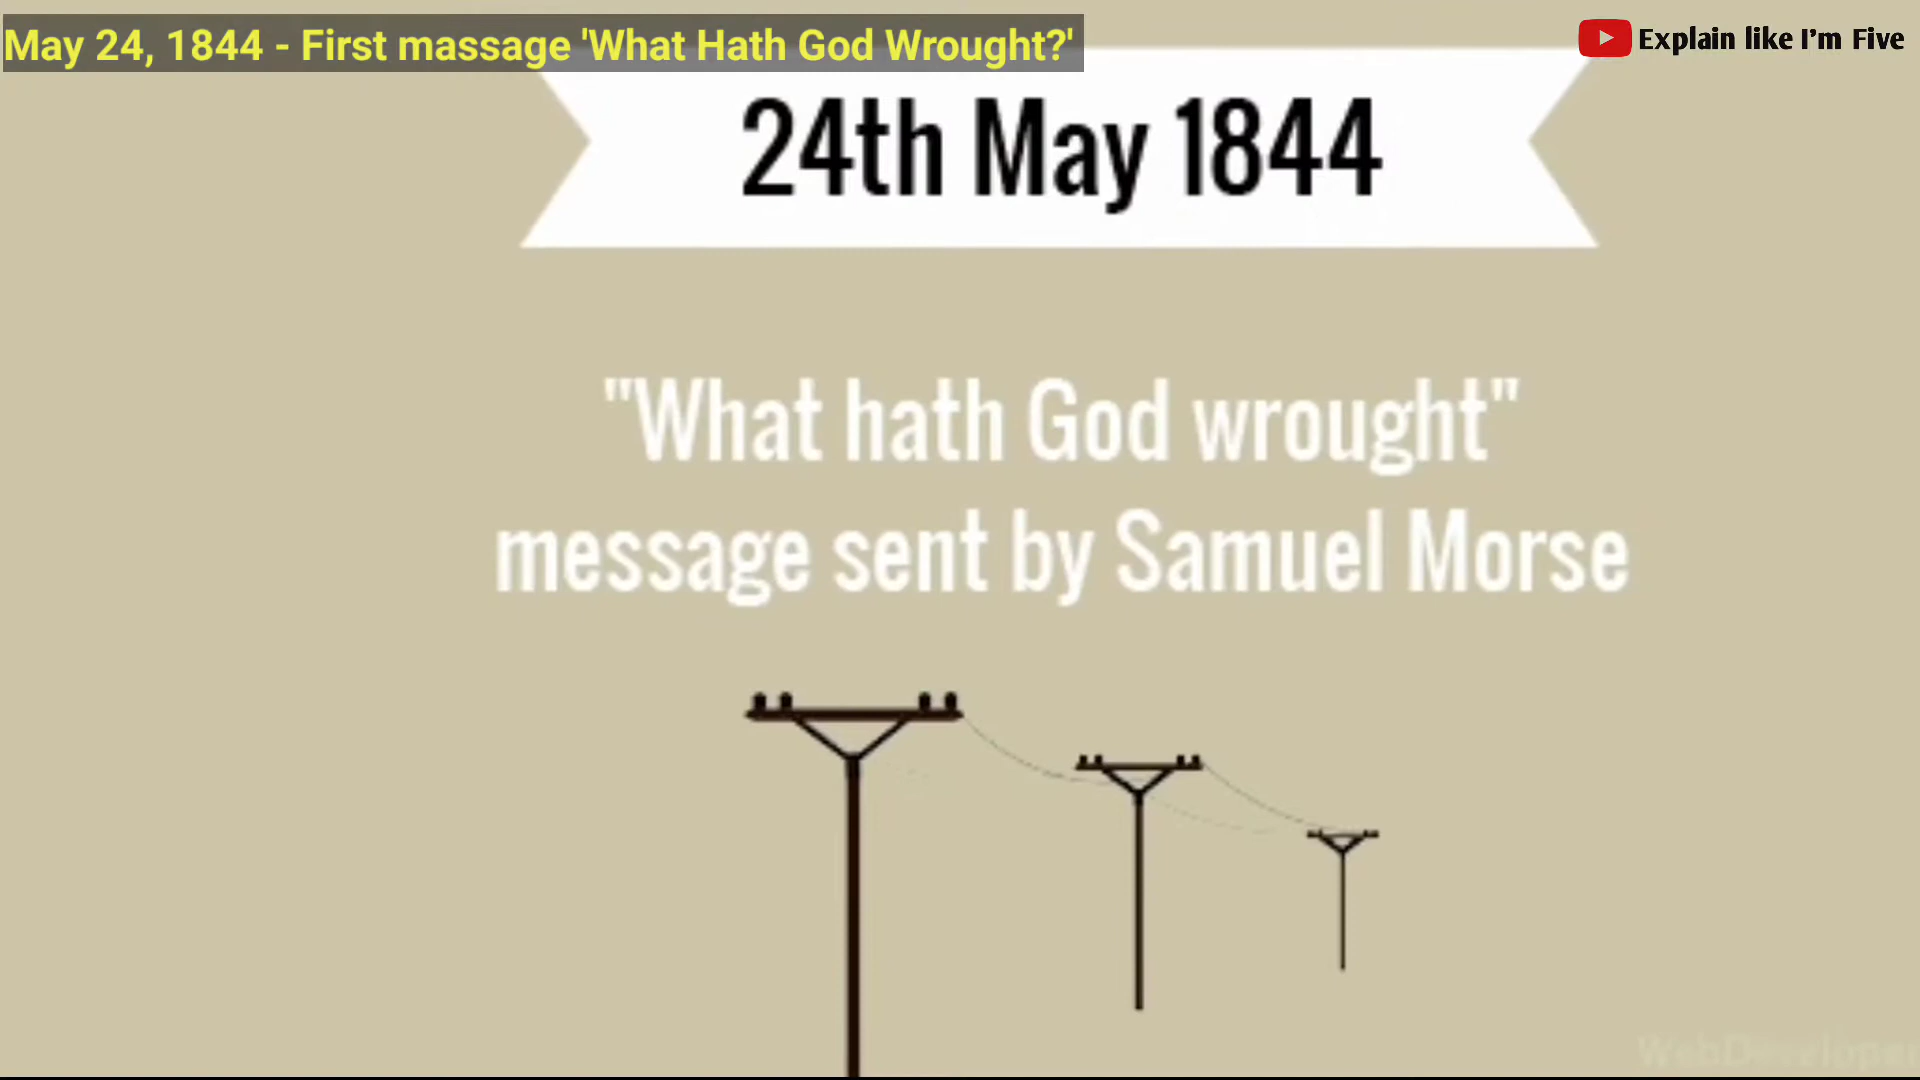 May 24, 1844 - First massage 'What Hath God Wrought?'
Explain like I'm Five
24th May 1844
"What hath God wrought"
message sent by Samuel Morse
WebDeveloper